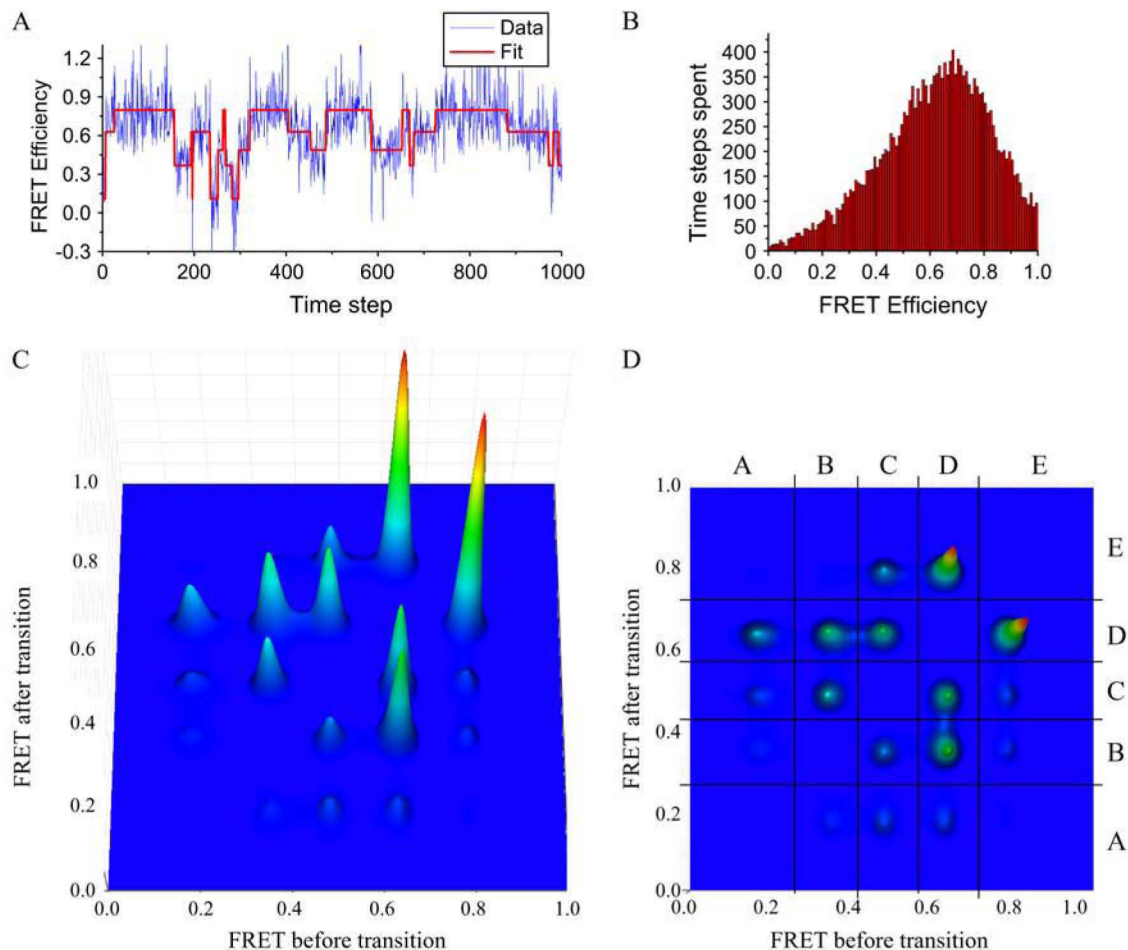 A
Data
Fit
FRET Efficiency
1.2
0.9
0.6
0.3
0.0
-0.3
0 200 400 600 800 1000
Time step
B
Time steps spent
400
350
300
250
200
150
100
50
0
0.0 0.2 0.4 0.6 0.8 1.0
FRET Efficiency
C
FRET after transition
1.0
0.8
0.6
0.4
0.2
0.0
0.0 0.2 0.4 0.6 0.8 1.0
FRET before transition
D
A B C D E
FRET after transition
1.0
0.8
0.6
0.4
0.2
0.0
E
D
C
B
A
0.0 0.2 0.4 0.6 0.8 1.0
FRET before transition